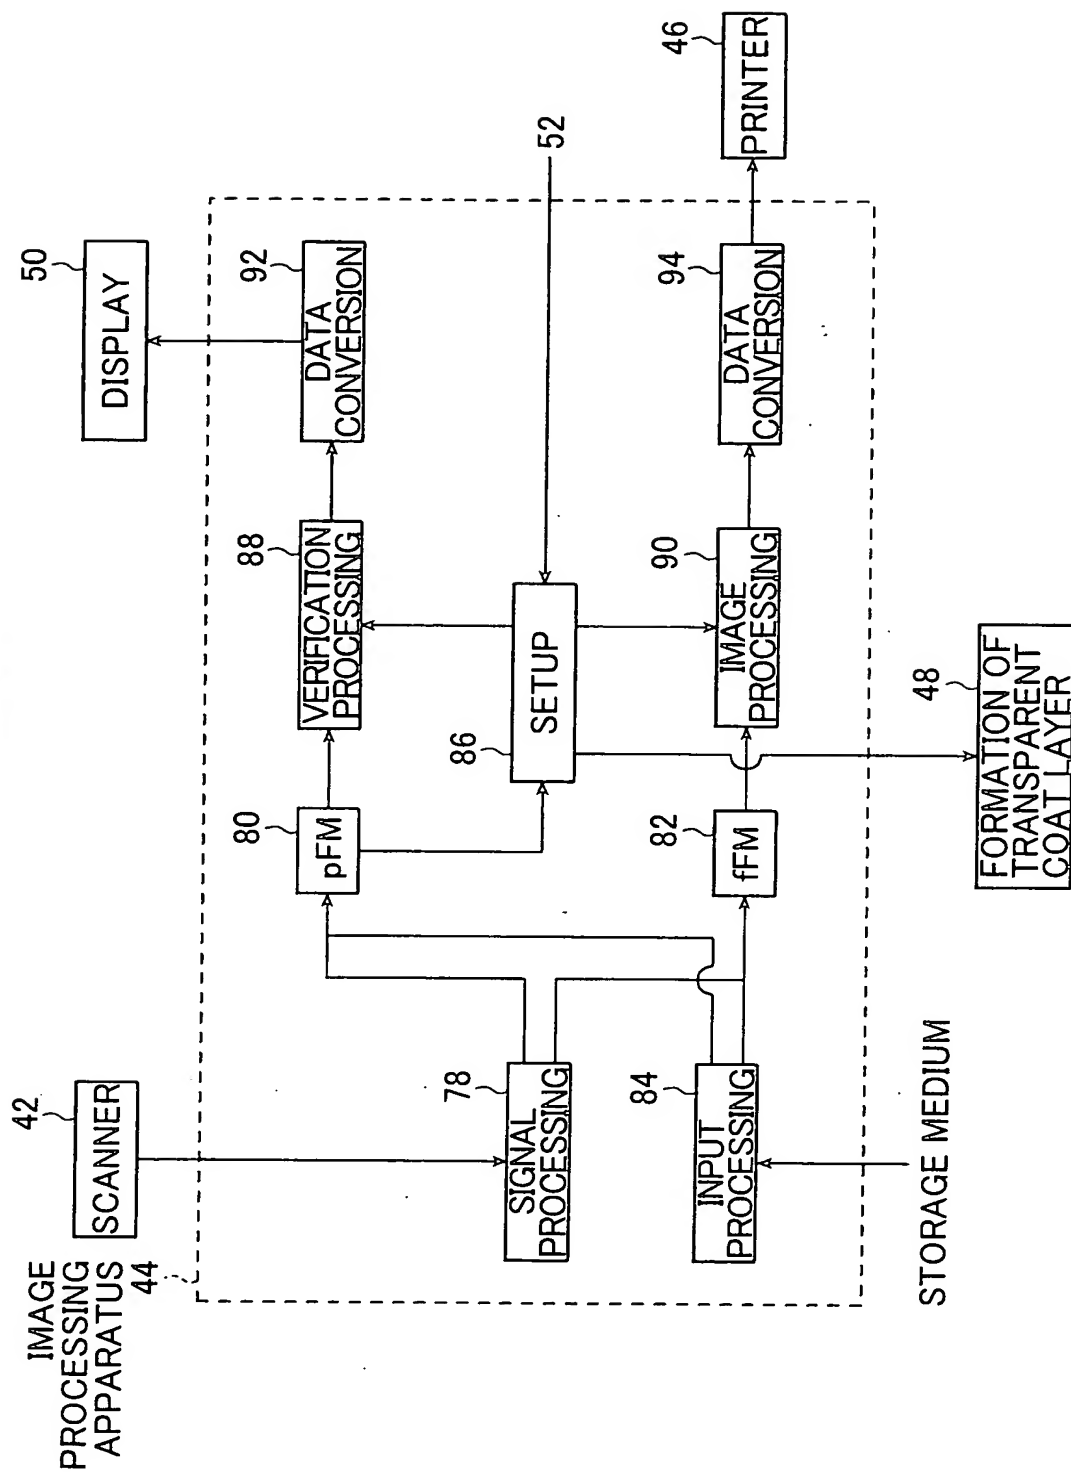 IMAGE
PROCESSING
APPARATUS
44
42
SCANNER
50
DISPLAY
78
SIGNAL
PROCESSING
84
INPUT
PROCESSING
STORAGE MEDIUM
80
pFM
82
fFM
86
SETUP
88
VERIFICATION
PROCESSING
90
IMAGE
PROCESSING
92
DATA
CONVERSION
94
DATA
CONVERSION
52
46
PRINTER
48
FORMATION OF
TRANSPARENT
COAT LAYER